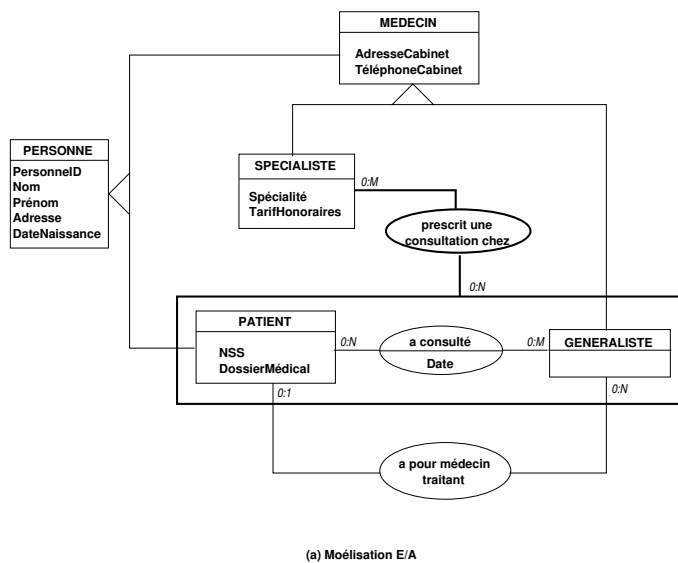 MEDECIN
AdresseCabinet
TéléphoneCabinet
PERSONNE
PersonneID
Nom
Prénom
Adresse
DateNaissance
SPECIALISTE
Spécialité
TarifHonoraires
0:M
prescrit une
consultation chez
0:N
PATIENT
NSS
DossierMédical
0:N
a consulté
Date
0:M
GENERALISTE
0:1
0:N
a pour médecin
traitant
(a) Moélisation E/A